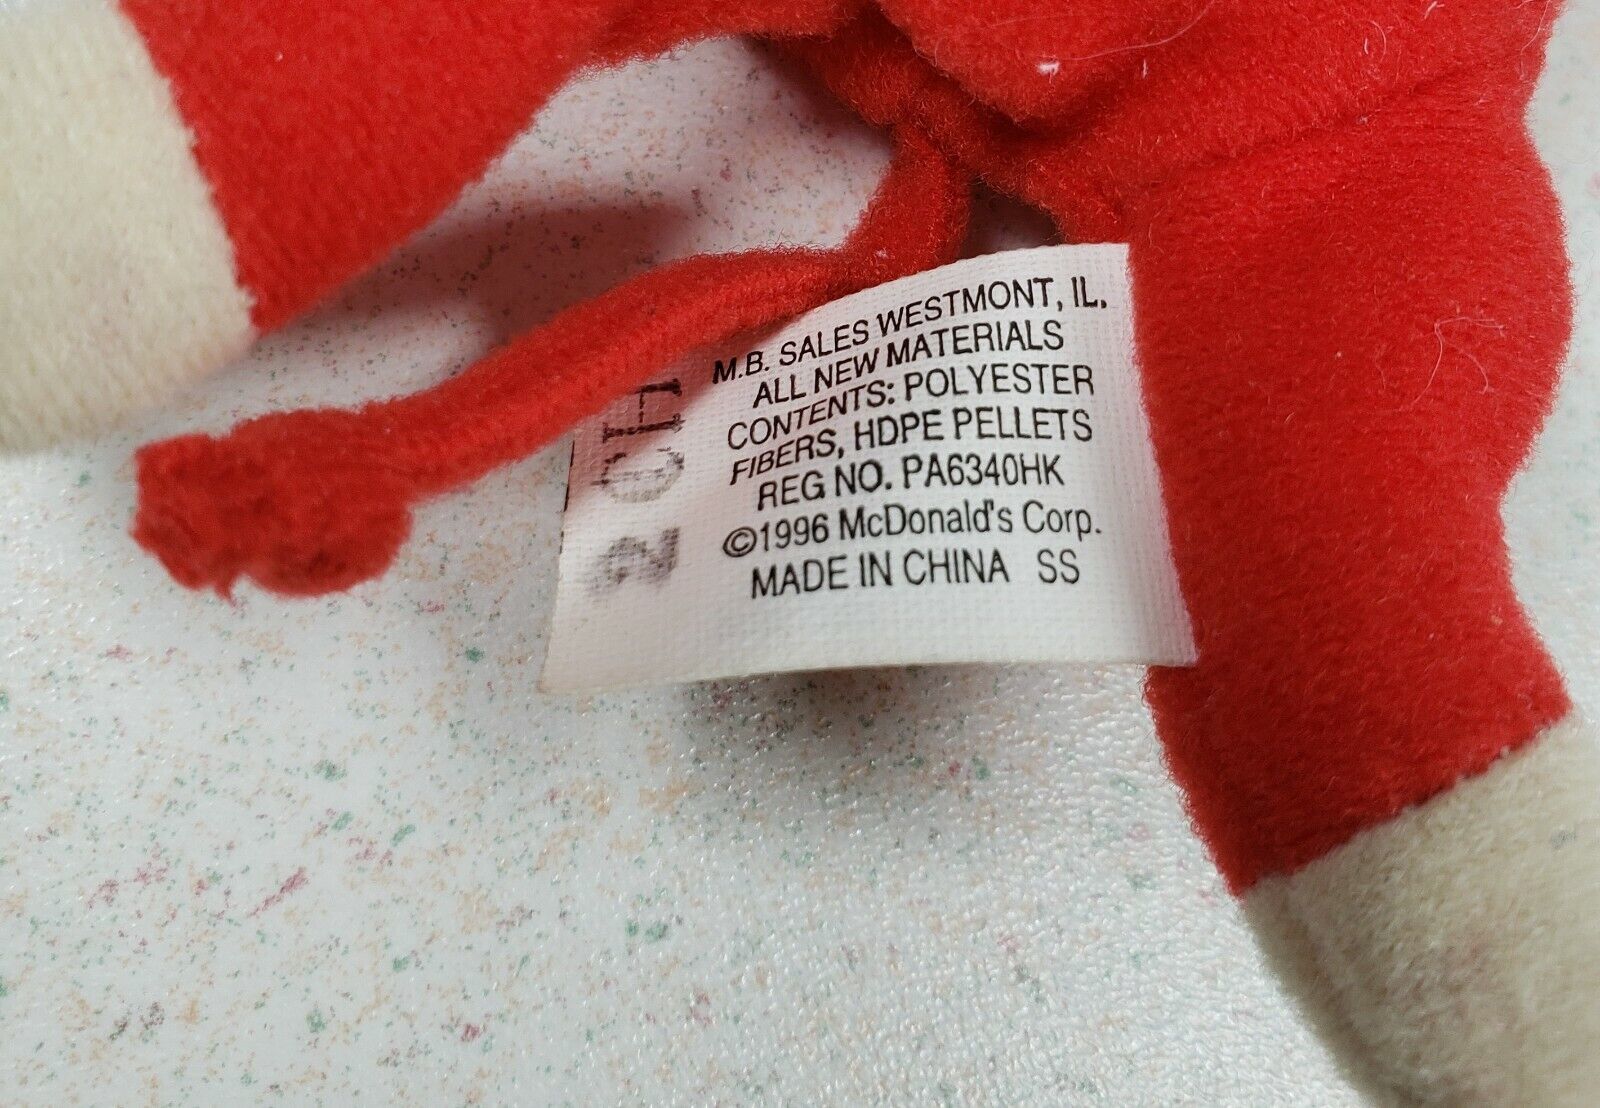 M.B. SALES WESTMONT, IL.
ALL NEW MATERIALS
CONTENTS: POLYESTER
FIBERS, HDPE PELLETS
REG NO. PA6340HK
©1996 McDonald's Corp.
MADE IN CHINA SS